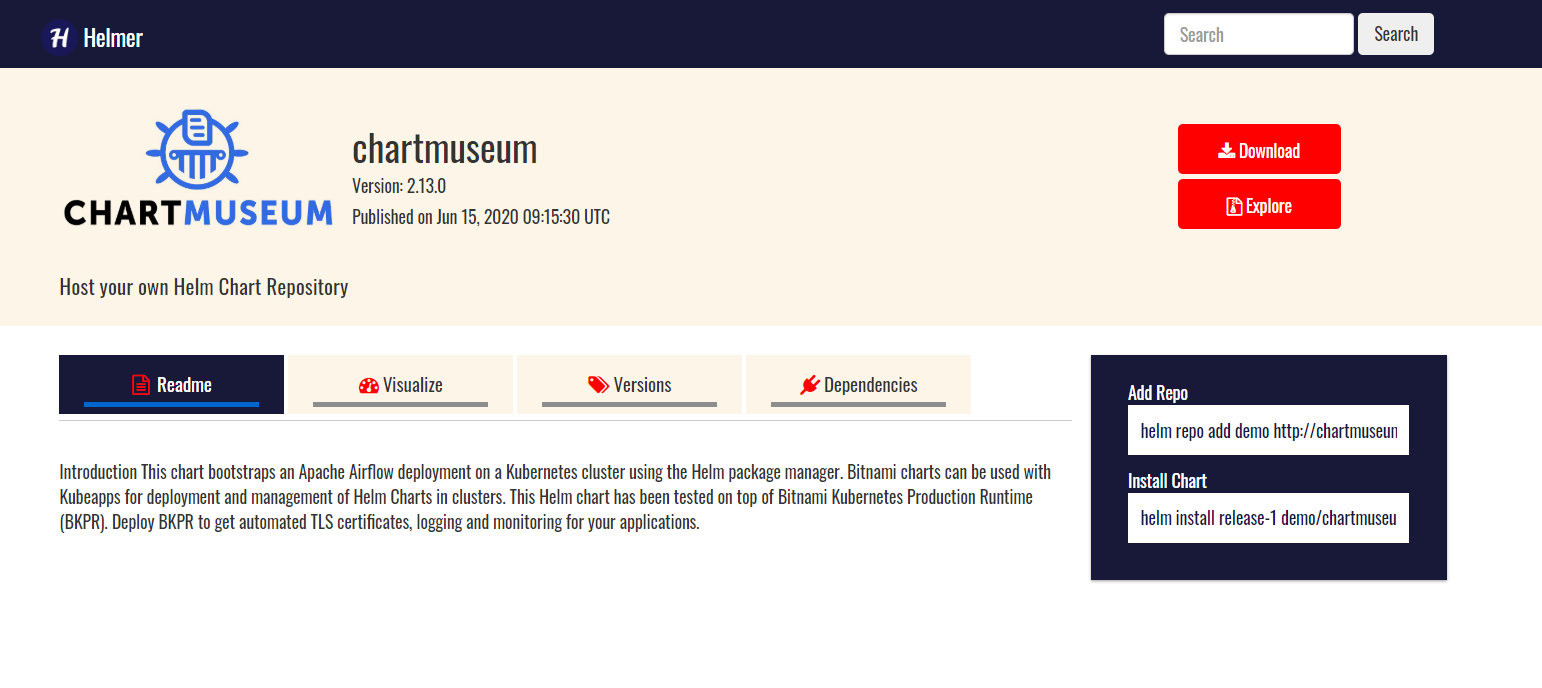 H Helmer
Search
Search
CHARTMUSEUM
chartmuseum
Version: 2.13.0
Published on Jun 15, 2020 09:15:30 UTC
Download
Explore
Host your own Helm Chart Repository
Readme
Visualize
Versions
Dependencies
Introduction This chart bootstraps an Apache Airflow deployment on a Kubernetes cluster using the Helm package manager. Bitnami charts can be used with
Kubeapps for deployment and management of Helm Charts in clusters. This Helm chart has been tested on top of Bitnami Kubernetes Production Runtime
(BKPR). Deploy BKPR to get automated TLS certificates, logging and monitoring for your applications.
Add Repo
helm repo add demo http://chartmuseun
Install Chart
helm install release-1 demo/chartmuseu